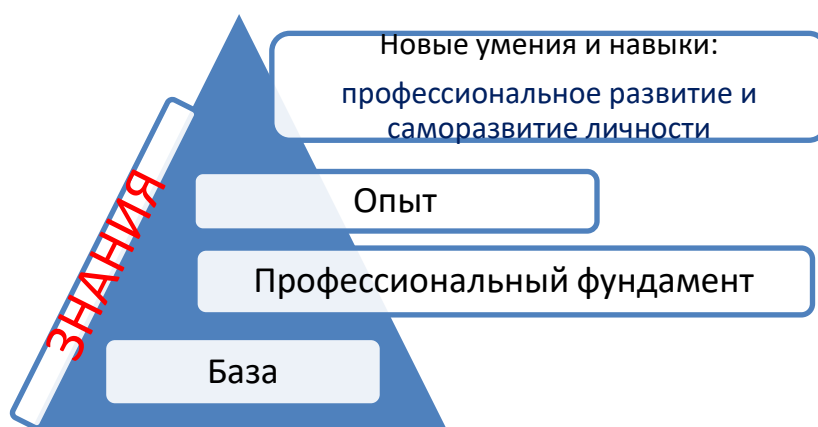 Новые умения и навыки:
профессиональное развитие и
саморазвитие личности
ЗНАНИЯ
Опыт
Профессиональный фундамент
База